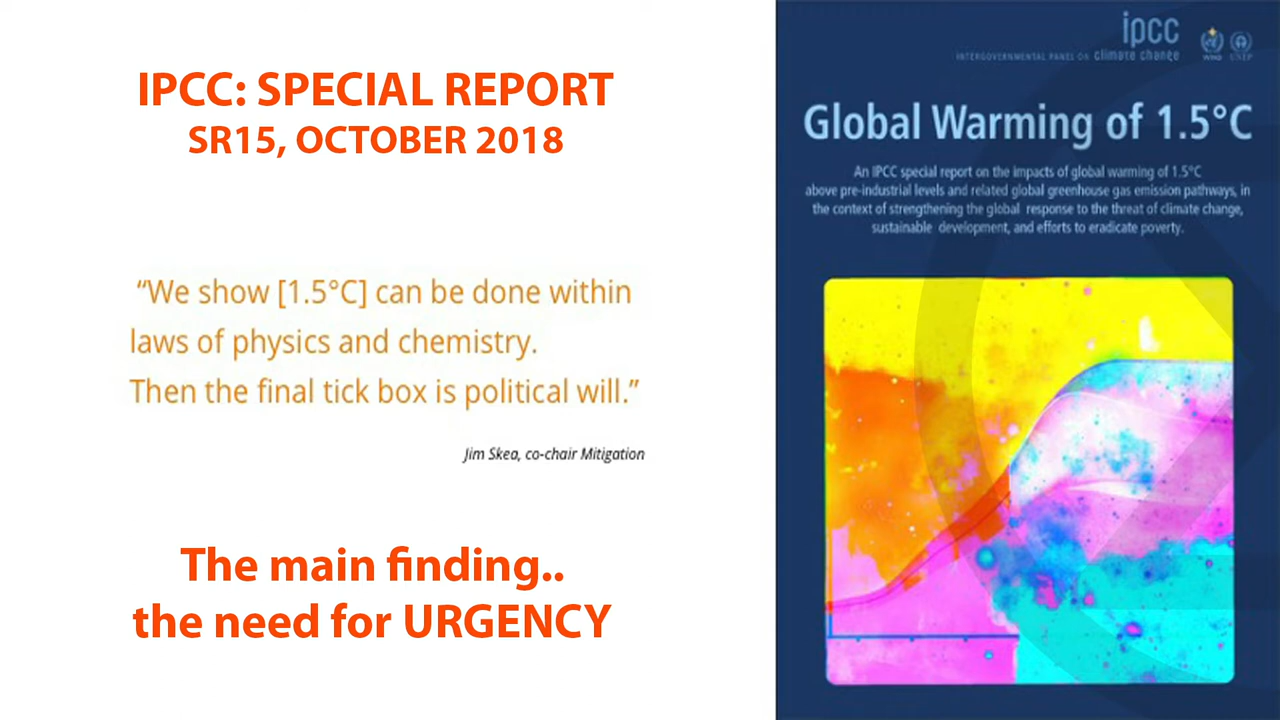 IPCC: SPECIAL REPORT
SR15, OCTOBER 2018
“We show [1.5°C] can be done within
laws of physics and chemistry.
Then the final tick box is political will.”
Jim Skea, co-chair Mitigation
The main finding..
the need for URGENCY
ipcc
INTERGOVERNMENTAL PANEL ON climate change
WMO UNEP
Global Warming of 1.5°C
An IPCC special report on the impacts of global warming of 1.5°C
above pre-industrial levels and related global greenhouse gas emission pathways, in
the context of strengthening the global response to the threat of climate change,
sustainable development, and efforts to eradicate poverty.